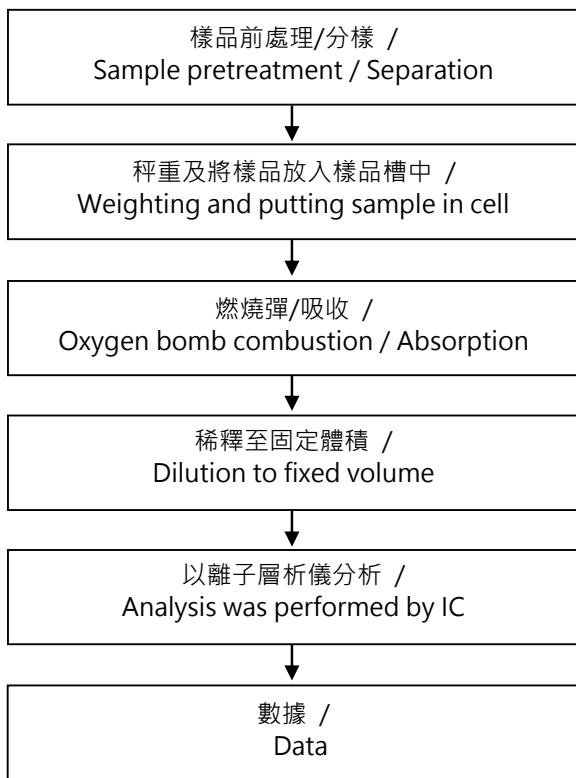 樣品前處理/分樣 /
Sample pretreatment / Separation
秤重及將樣品放入樣品槽中 /
Weighting and putting sample in cell
燃燒彈/吸收 /
Oxygen bomb combustion / Absorption
稀釋至固定體積 /
Dilution to fixed volume
以離子層析儀分析 /
Analysis was performed by IC
數據 /
Data